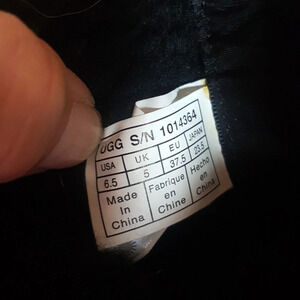 UGG S/N 1014364
USA UK EU JAPAN
6.5 5 37.5 23.5
Made in China
Fabrique en Chine
Hecho en China